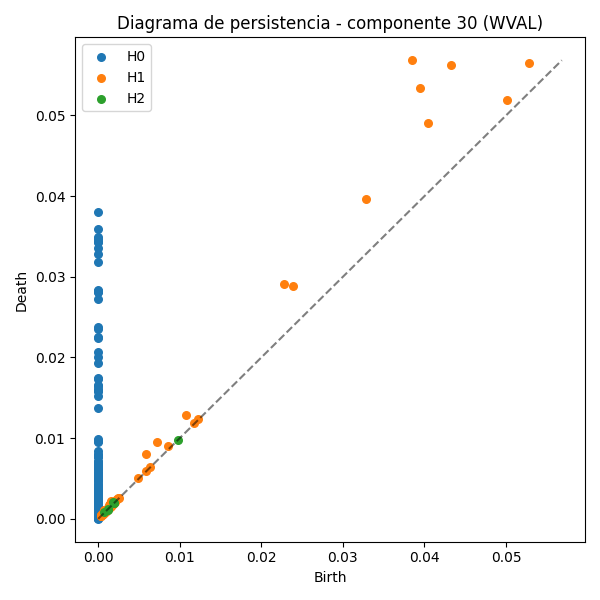 Diagrama de persistencia - componente 30 (WVAL)
H0
H1
H2
0.05
0.04
0.03
0.02
0.01
0.00
Death
0.00 0.01 0.02 0.03 0.04 0.05
Birth